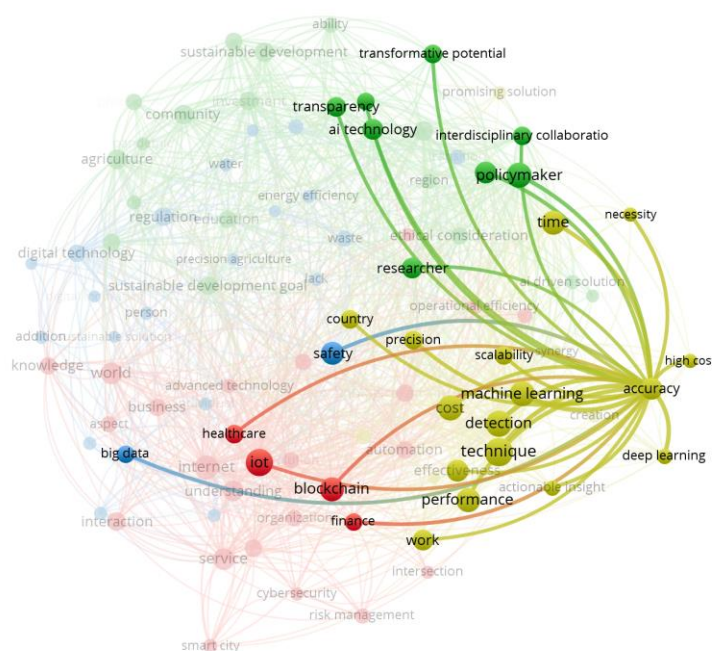 ability
sustainable development
transformative potential
promising solution
investment
transparency
community
ai technology
interdisciplinary collaboratio
agriculture
water
policymaker
region
energy efficiency
necessity
regulation
education
time
waste
ethical consideration
digital technology
precision agriculture
lack
researcher
sustainable development goal
ai driven solution
person
operational efficiency
country
addition
sustainable solution
precision
safety
scalability
synergy
knowledge
high cos
world
advanced technology
machine learning
accuracy
business
cost
aspect
creation
detection
healthcare
big data
automation
technique
deep learning
internet
iot
effectiveness
actionable insight
understanding
blockchain
performance
interaction
organization
finance
work
service
intersection
cybersecurity
risk management
smart city